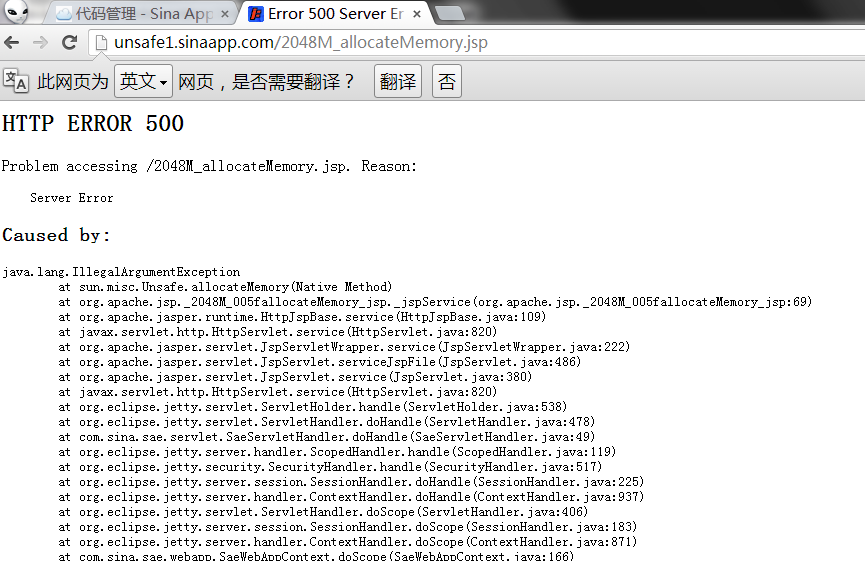 代码管理 - Sina App
Error 500 Server Er
unsafe1.sinaapp.com/2048M_allocateMemory.jsp
此网页为 英文 网页，是否需要翻译？ 翻译 否
HTTP ERROR 500
Problem accessing /2048M_allocateMemory.jsp. Reason:
Server Error
Caused by:
java.lang.IllegalArgumentException
at sun.misc.Unsafe.allocateMemory(Native Method)
at org.apache.jsp._2048M_005fallocateMemory_jsp._jspService(org.apache.jsp._2048M_005fallocateMemory_jsp:69)
at org.apache.jasper.runtime.HttpJspBase.service(HttpJspBase.java:109)
at javax.servlet.http.HttpServlet.service(HttpServlet.java:820)
at org.apache.jasper.servlet.JspServletWrapper.service(JspServletWrapper.java:222)
at org.apache.jasper.servlet.JspServlet.serviceJspFile(JspServlet.java:486)
at org.apache.jasper.servlet.JspServlet.service(JspServlet.java:380)
at javax.servlet.http.HttpServlet.service(HttpServlet.java:820)
at org.eclipse.jetty.servlet.ServletHolder.handle(ServletHolder.java:538)
at org.eclipse.jetty.servlet.ServletHandler.doHandle(ServletHandler.java:478)
at com.sina.sae.servlet.SaeServletHandler.doHandle(SaeServletHandler.java:49)
at org.eclipse.jetty.server.handler.ScopedHandler.handle(ScopedHandler.java:119)
at org.eclipse.jetty.security.SecurityHandler.handle(SecurityHandler.java:517)
at org.eclipse.jetty.server.session.SessionHandler.doHandle(SessionHandler.java:225)
at org.eclipse.jetty.server.handler.ContextHandler.doHandle(ContextHandler.java:937)
at org.eclipse.jetty.servlet.ServletHandler.doScope(ServletHandler.java:406)
at org.eclipse.jetty.server.session.SessionHandler.doScope(SessionHandler.java:183)
at org.eclipse.jetty.server.handler.ContextHandler.doScope(ContextHandler.java:871)
at com.sina.sae.webapp.SaeWebAppContext.doScope(SaeWebAppContext.java:166)